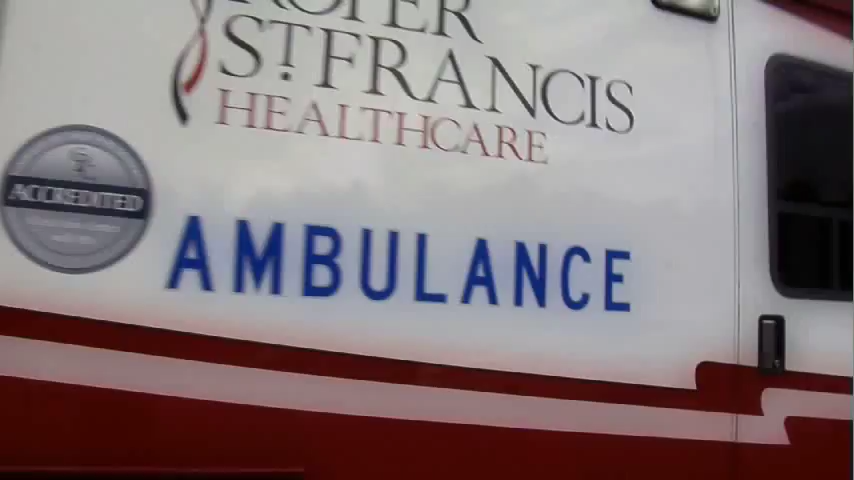 ST. FRANCIS
HEALTHCARE
ACCREDITED
AMBULANCE